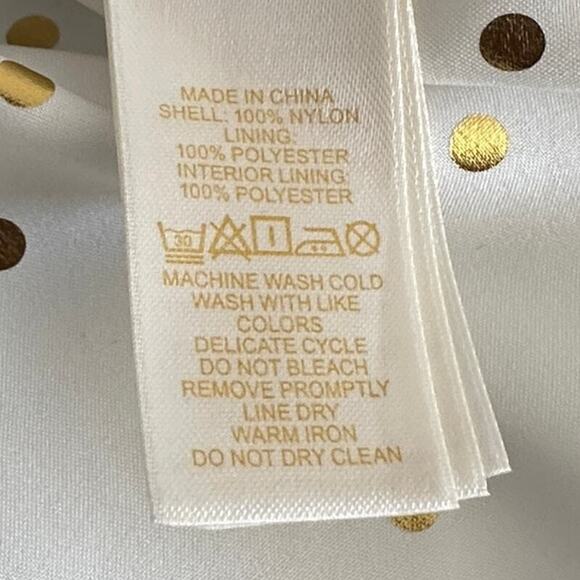 MADE IN CHINA
SHELL: 100% NYLON
LINING:
100% POLYESTER
INTERIOR LINING:
100% POLYESTER
30
MACHINE WASH COLD
WASH WITH LIKE
COLORS
DELICATE CYCLE
DO NOT BLEACH
REMOVE PROMPTLY
LINE DRY
WARM IRON
DO NOT DRY CLEAN